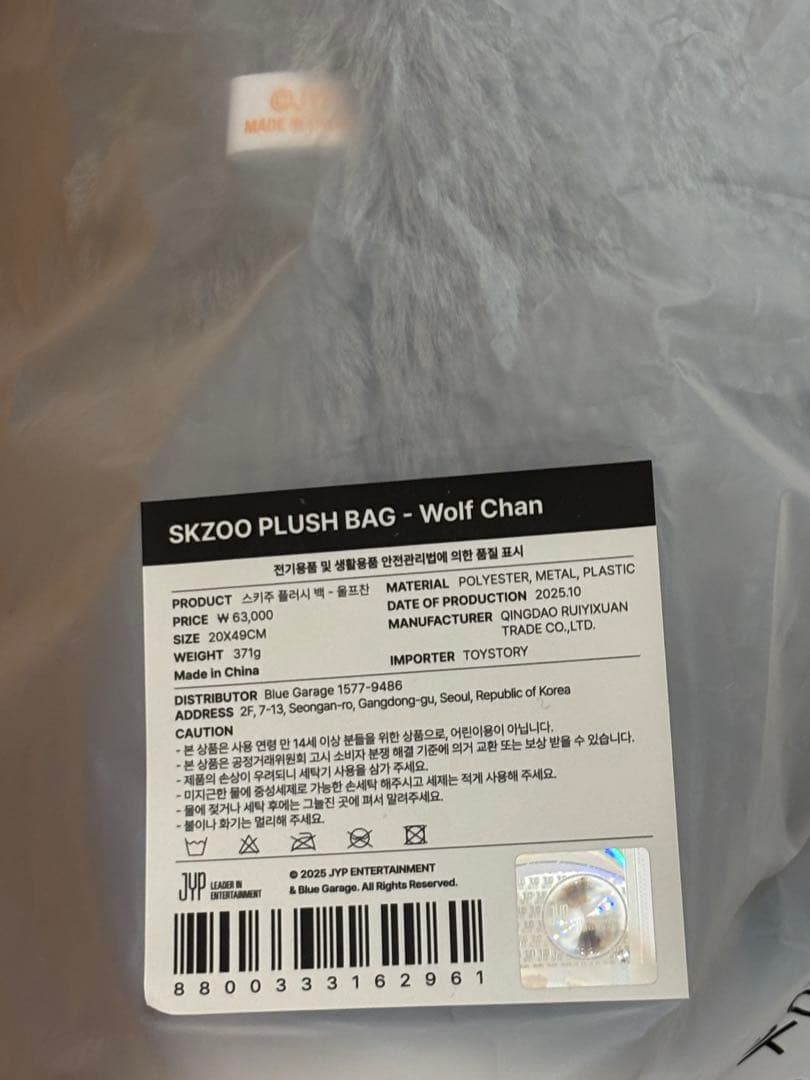 ©JYP
MADE IN
SKZOO PLUSH BAG - Wolf Chan
전기용품 및 생활용품 안전관리법에 의한 품질 표시
PRODUCT 스키주 플러시 백 - 울프찬
PRICE ₩ 63,000
SIZE 20X49CM
WEIGHT 371g
Made in China
MATERIAL POLYESTER, METAL, PLASTIC
DATE OF PRODUCTION 2025.10
MANUFACTURER QINGDAO RUIYIXUAN
TRADE CO.,LTD.
IMPORTER TOYSTORY
DISTRIBUTOR Blue Garage 1577-9486
ADDRESS 2F, 7-13, Seongan-ro, Gangdong-gu, Seoul, Republic of Korea
CAUTION
- 본 상품은 사용 연령 만 14세 이상 분들을 위한 상품으로, 어린이용이 아닙니다.
- 본 상품은 공정거래위원회 고시 소비자 분쟁 해결 기준에 의거 교환 또는 보상 받을 수 있습니다.
- 제품의 손상이 우려되니 세탁기 사용을 삼가 주세요.
- 미지근한 물에 중성세제로 가능한 손세탁 해주시고 세제는 적게 사용해 주세요.
- 물에 젖거나 세탁 후에는 그늘진 곳에 펴서 말려주세요.
- 불이나 화기는 멀리해 주세요.
JYP LEADER IN
ENTERTAINMENT
© 2025 JYP ENTERTAINMENT
& Blue Garage. All Rights Reserved.
880033162961
JYP